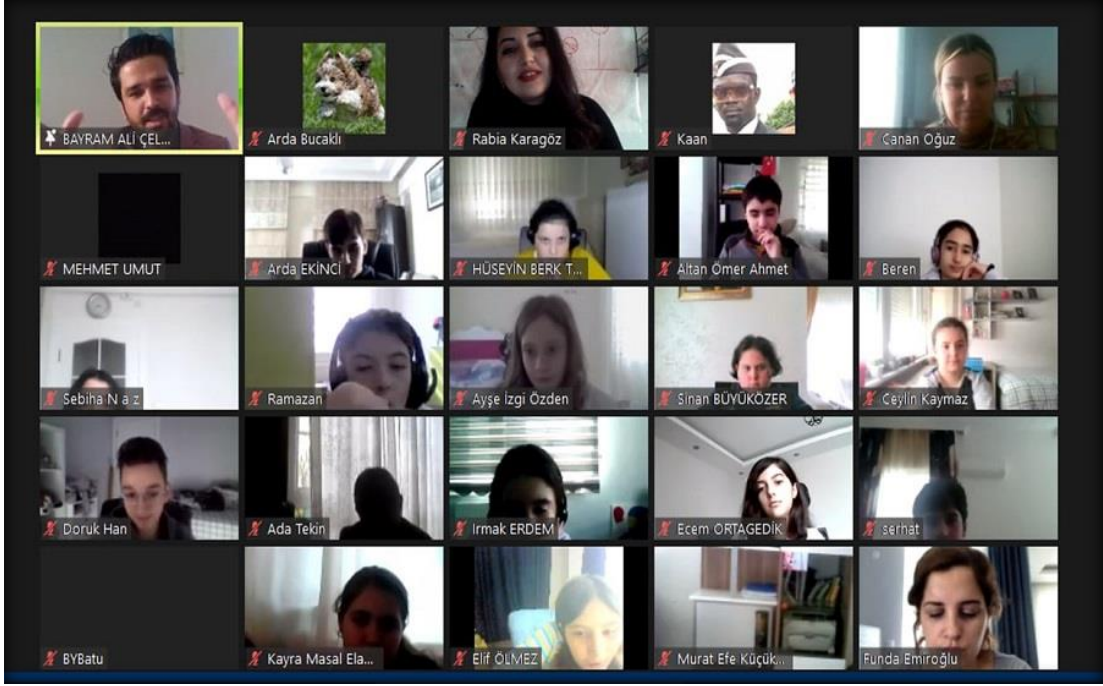 BAYRAM ALİ ÇEL...
Arda Bucaklı
Rabia Karagöz
Kaan
Canan Oğuz
MEHMET UMUT
Arda EKİNCİ
HÜSEYİN BERK T...
Altan Ömer Ahmet
Beren
Sebiha N a z
Ramazan
Ayşe İzgi Özden
Sinan BÜYÜKÖZER
Ceylin Kaymaz
Doruk Han
Ada Tekin
Irmak ERDEM
Ecem ORTAGEDİK
serhat
BYBatu
Kayra Masal Ela...
Elif ÖLMEZ
Murat Efe Küçük...
Funda Emiroğlu